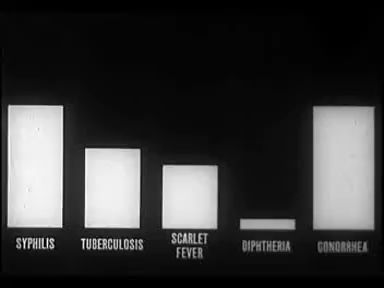 SYPHILIS
TUBERCULOSIS
SCARLET
FEVER
DIPHTHERIA
GONORRHEA